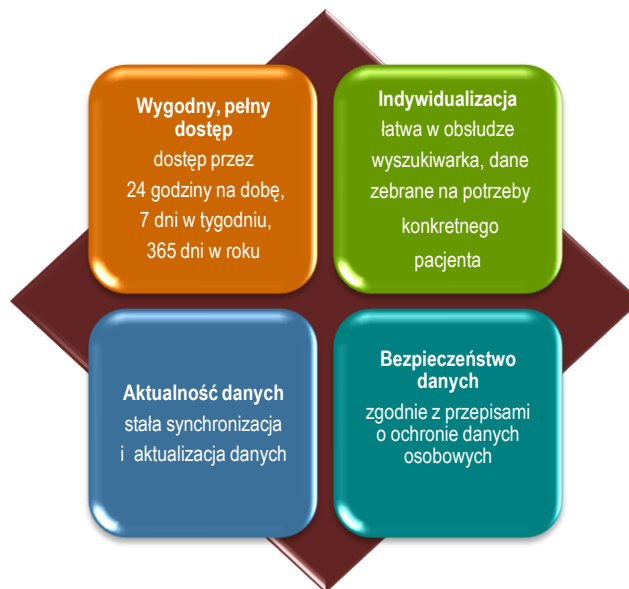 Wygodny, pełny
dostęp
dostęp przez
24 godziny na dobę,
7 dni w tygodniu,
365 dni w roku
Indywidualizacja
łatwa w obsłudze
wyszukiwarka, dane
zebrane na potrzeby
konkretnego
pacjenta
Aktualność danych
stała synchronizacja
i aktualizacja danych
Bezpieczeństwo
danych
zgodnie z przepisami
o ochronie danych
osobowych